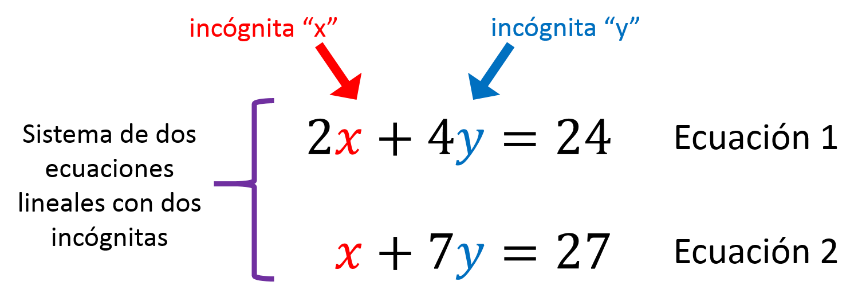 incógnita “x”
incógnita “y”
Sistema de dos
ecuaciones
lineales con dos
incógnitas
2x + 4y = 24
Ecuación 1
x + 7y = 27
Ecuación 2